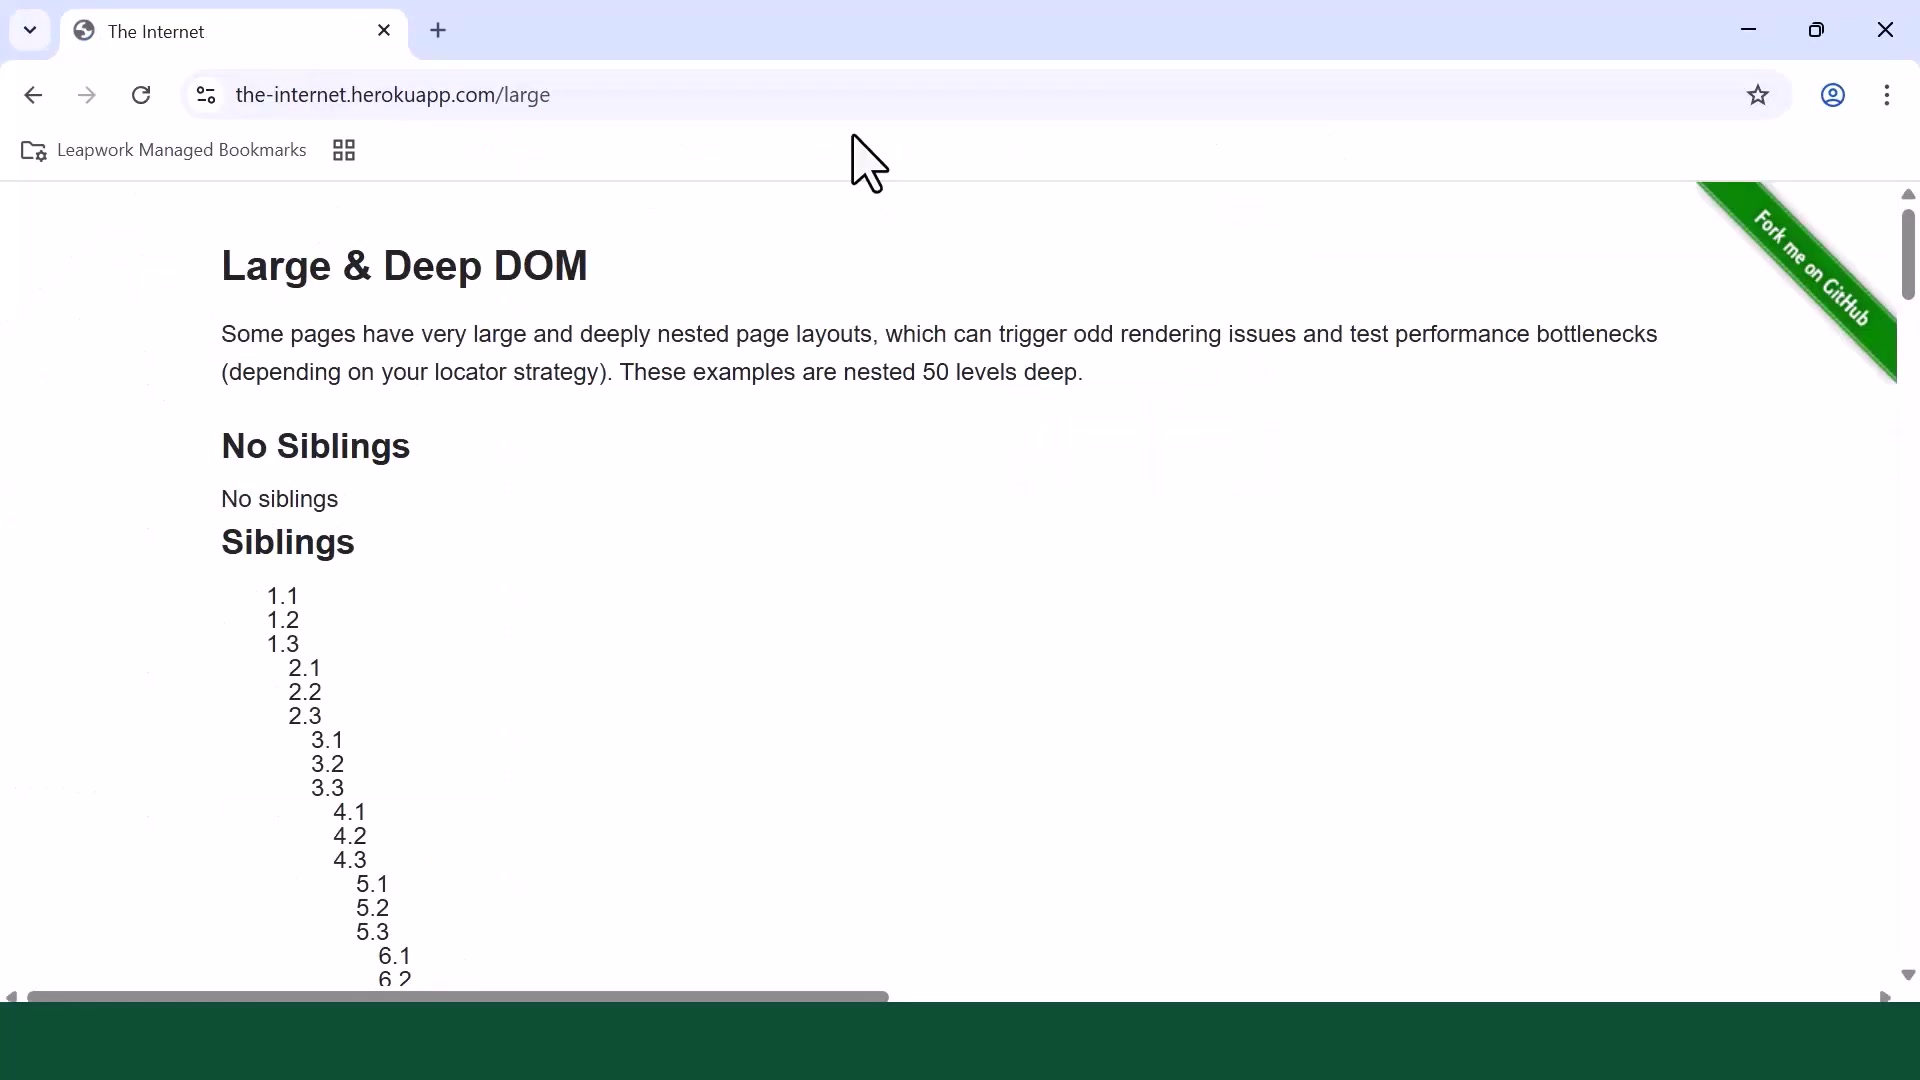 The Internet
the-internet.herokuapp.com/large
Leapwork Managed Bookmarks
Fork me on GitHub
Large & Deep DOM
Some pages have very large and deeply nested page layouts, which can trigger odd rendering issues and test performance bottlenecks
(depending on your locator strategy). These examples are nested 50 levels deep.
No Siblings
No siblings
Siblings
1.1
1.2
1.3
2.1
2.2
2.3
3.1
3.2
3.3
4.1
4.2
4.3
5.1
5.2
5.3
6.1
6.2